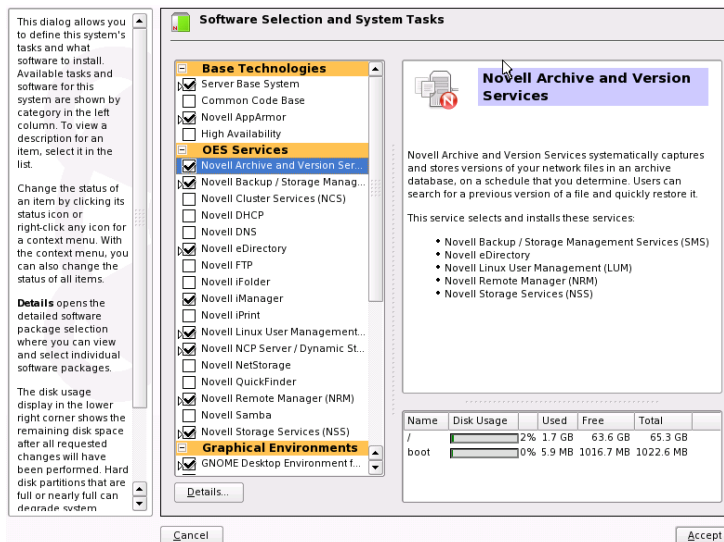 This dialog allows you
to define this system's
tasks and what
software to install.
Available tasks and
software for this
system are shown by
category in the left
column. To view a
description for an
item, select it in the
list.
Change the status of
an item by clicking its
status icon or
right-click any icon for
a context menu. With
the context menu, you
can also change the
status of all items.
Details opens the
detailed software
package selection
where you can view
and select individual
software packages.
The disk usage
display in the lower
right corner shows the
remaining disk space
after all requested
changes will have
been performed. Hard
disk partitions that are
full or nearly full can
degrade system
Software Selection and System Tasks
Base Technologies
Server Base System
Common Code Base
Novell AppArmor
High Availability
OES Services
Novell Archive and Version Ser...
Novell Backup / Storage Manag...
Novell Cluster Services (NCS)
Novell DHCP
Novell DNS
Novell eDirectory
Novell FTP
Novell iFolder
Novell iManager
Novell iPrint
Novell Linux User Management...
Novell NCP Server / Dynamic St...
Novell NetStorage
Novell QuickFinder
Novell Remote Manager (NRM)
Novell Samba
Novell Storage Services (NSS)
Graphical Environments
GNOME Desktop Environment f...
Details...
Novell Archive and Version
Services
Novell Archive and Version Services systematically captures
and stores versions of your network files in an archive
database, on a schedule that you determine. Users can
search for a previous version of a file and quickly restore it.
This service selects and installs these services:
• Novell Backup / Storage Management Services (SMS)
• Novell eDirectory
• Novell Linux User Management (LUM)
• Novell Remote Manager (NRM)
• Novell Storage Services (NSS)
Name Disk Usage Used Free Total
/ 2% 1.7 GB 63.6 GB 65.3 GB
boot 0% 5.9 MB 1016.7 MB 1022.6 MB
Cancel
Accept